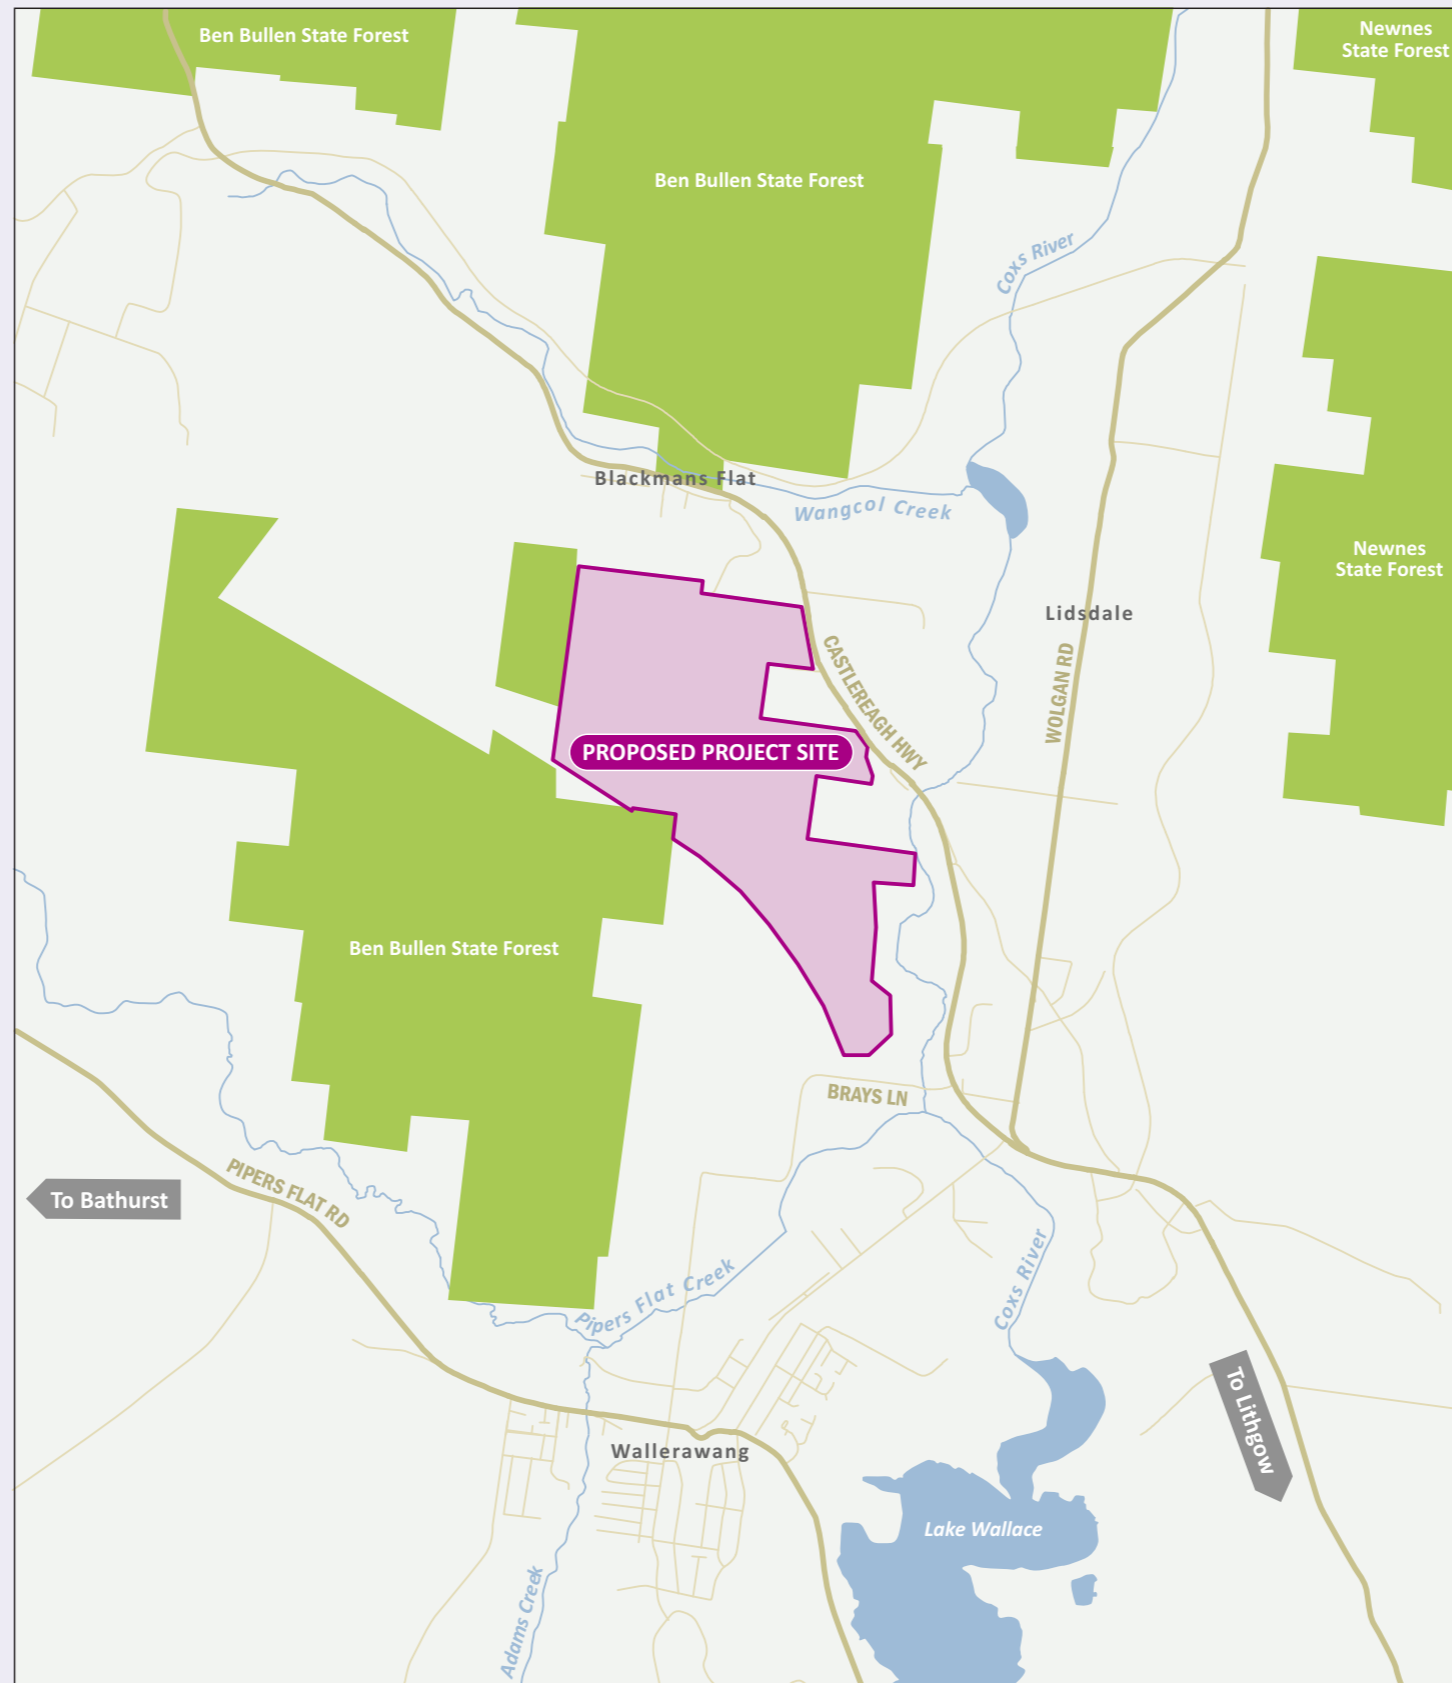 Ben Bullen State Forest
Newnes
State Forest
Ben Bullen State Forest
Coxs River
Blackmans Flat
Wangcol Creek
Newnes
State Forest
Lidsdale
CASTLEREAGH HWY
WOLGAN RD
PROPOSED PROJECT SITE
Ben Bullen State Forest
BRAYS LN
PIPERS FLAT RD
To Bathurst
Coxs River
Pipers Flat Creek
To Lithgow
Wallerawang
Lake Wallace
Adams Creek